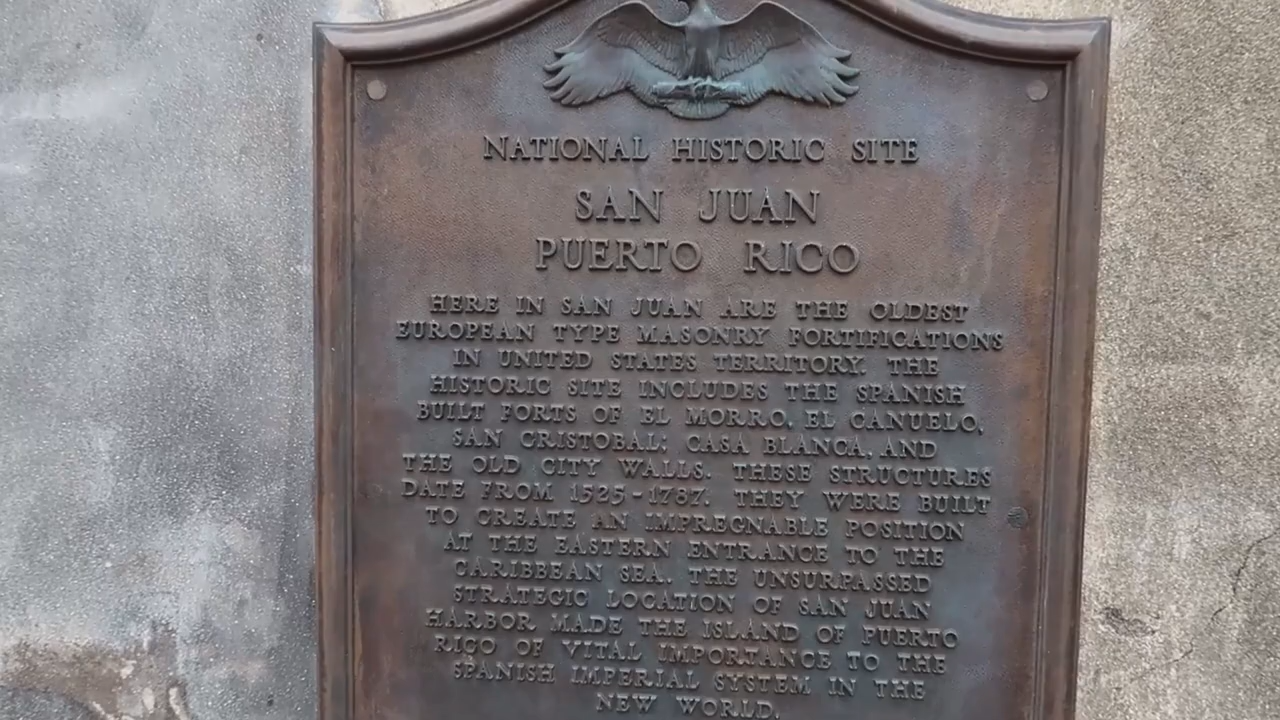 NATIONAL HISTORIC SITE
SAN JUAN
PUERTO RICO
HERE IN SAN JUAN ARE THE OLDEST
EUROPEAN TYPE MASONRY FORTIFICATIONS
IN UNITED STATES TERRITORY. THE
HISTORIC SITE INCLUDES THE SPANISH
BUILT FORTS OF EL MORRO, EL CANUELO,
SAN CRISTOBAL; CASA BLANCA, AND
THE OLD CITY WALLS. THESE STRUCTURES
DATE FROM 1525-1787. THEY WERE BUILT
TO CREATE AN IMPREGNABLE POSITION
AT THE EASTERN ENTRANCE TO THE
CARIBBEAN SEA. THE UNSURPASSED
STRATEGIC LOCATION OF SAN JUAN
HARBOR MADE THE ISLAND OF PUERTO
RICO OF VITAL IMPORTANCE TO THE
SPANISH IMPERIAL SYSTEM IN THE
NEW WORLD.